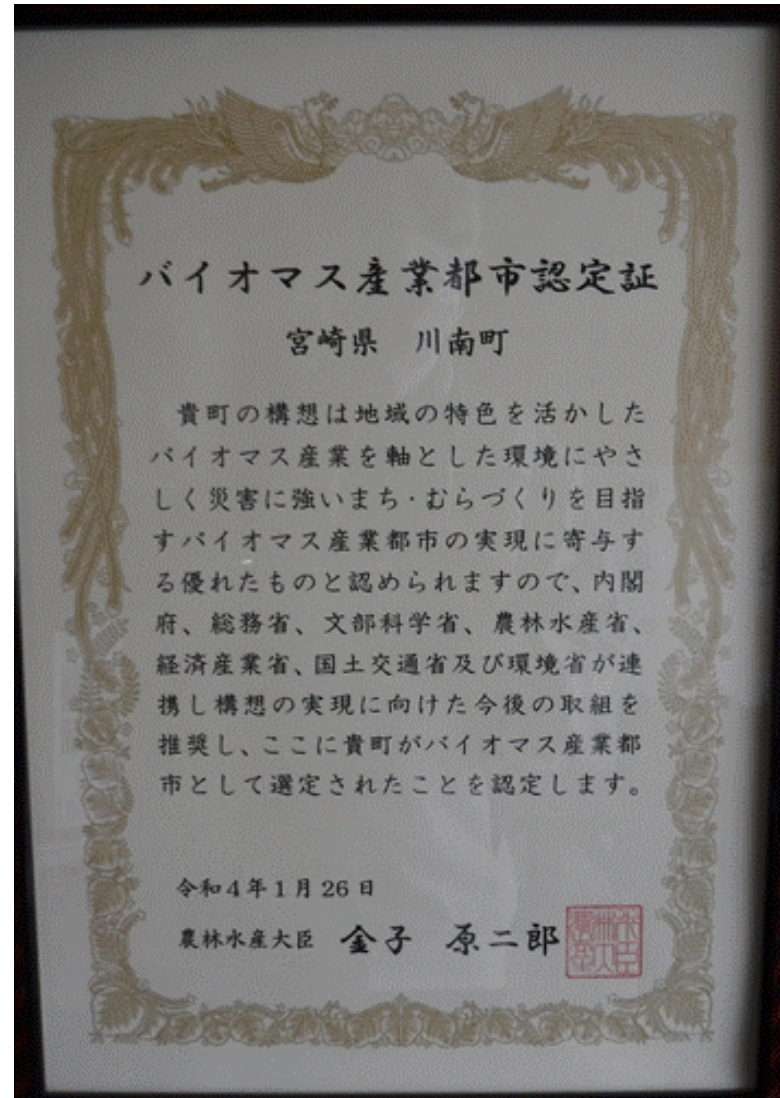 バイオマス産業都市認定証
宮崎県 川南町
貴町の構想は地域の特色を活かした
バイオマス産業を軸とした環境にやさ
しく災害に強いまち・むらづくりを目指
すバイオマス産業都市の実現に寄与す
る優れたものと認められますので、内閣
府、総務省、文部科学省、農林水産省、
経済産業省、国土交通省及び環境省が連
携し構想の実現に向けた今後の取組を
推奨し、ここに貴町がバイオマス産業都
市として選定されたことを認定します。
令和4年1月26日
農林水産大臣 金子 原二郎